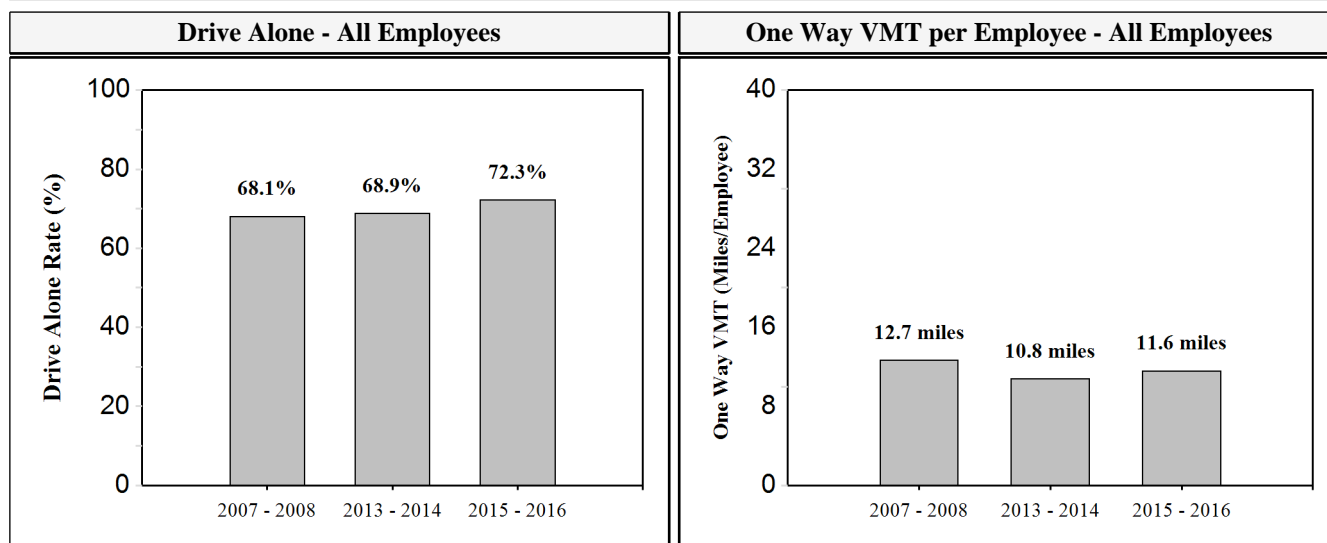 Drive Alone - All Employees
One Way VMT per Employee - All Employees
Drive Alone Rate (%)
100
80
60
40
20
0
68.1%
68.9%
72.3%
2007 - 2008
2013 - 2014
2015 - 2016
One Way VMT (Miles/Employee)
40
32
24
16
8
0
12.7 miles
10.8 miles
11.6 miles
2007 - 2008
2013 - 2014
2015 - 2016